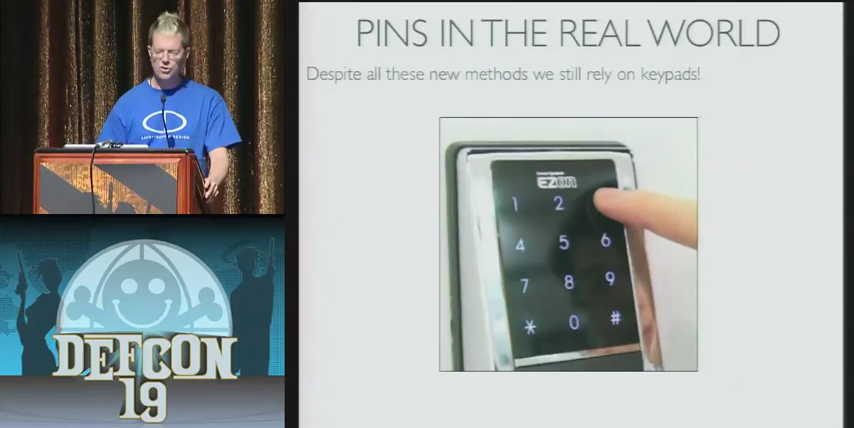 PINS IN THE REAL WORLD
Despite all these new methods we still rely on keypads!
EZ
1 2
4 5 6
7 8 9
* 0 #
DEFCON
19